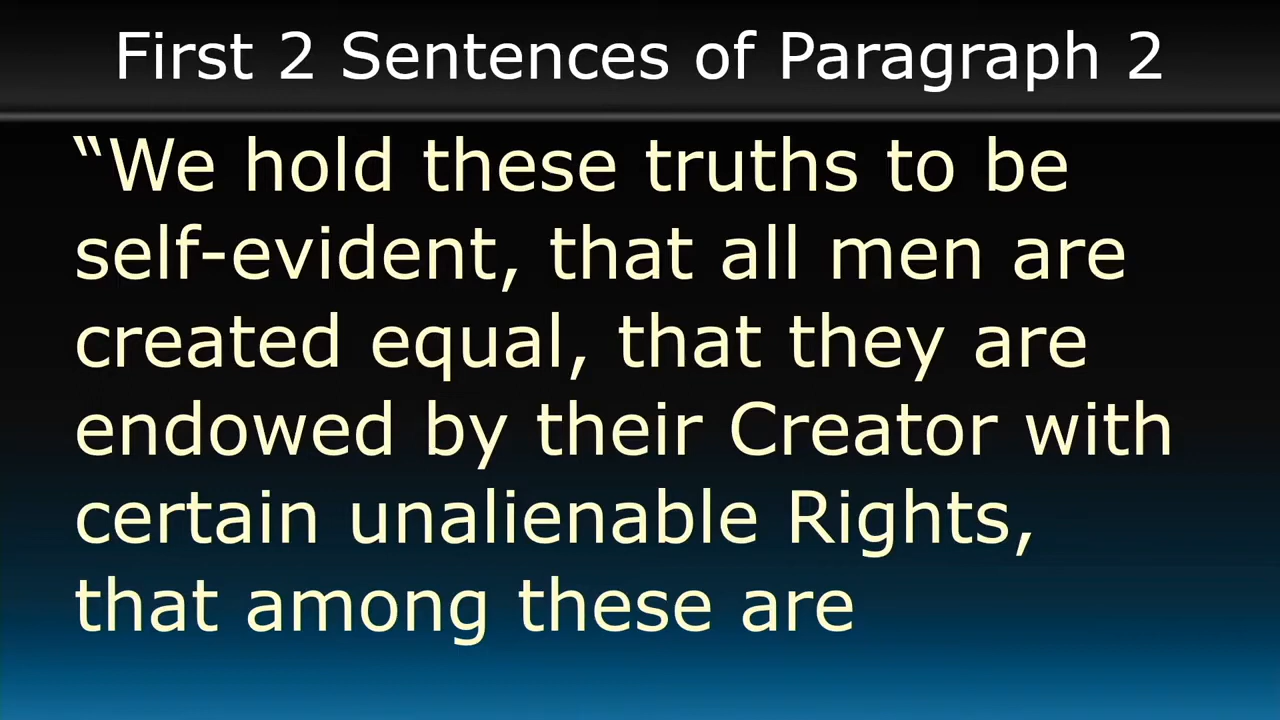 First 2 Sentences of Paragraph 2
“We hold these truths to be
self-evident, that all men are
created equal, that they are
endowed by their Creator with
certain unalienable Rights,
that among these are